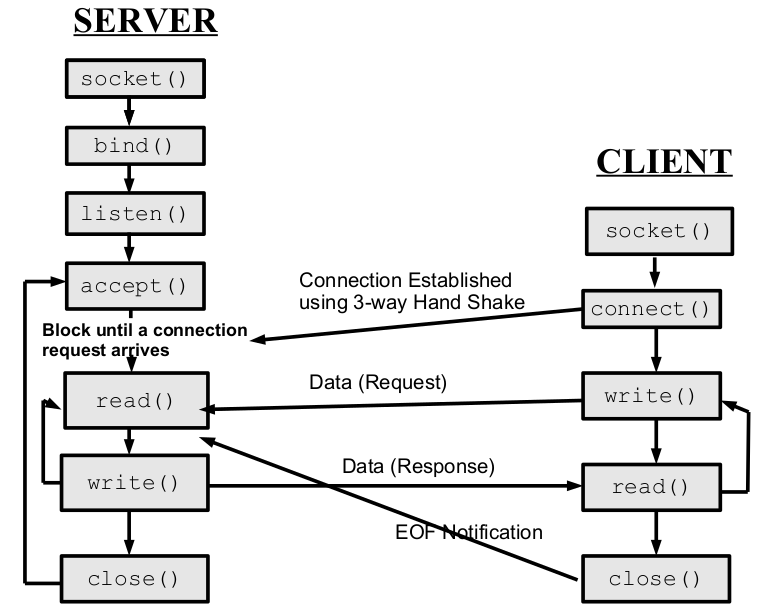 SERVER
socket()
bind()
listen()
accept()
Block until a connection
request arrives
read()
write()
close()
CLIENT
socket()
connect()
write()
read()
close()
Connection Established
using 3-way Hand Shake
Data (Request)
Data (Response)
EOF Notification